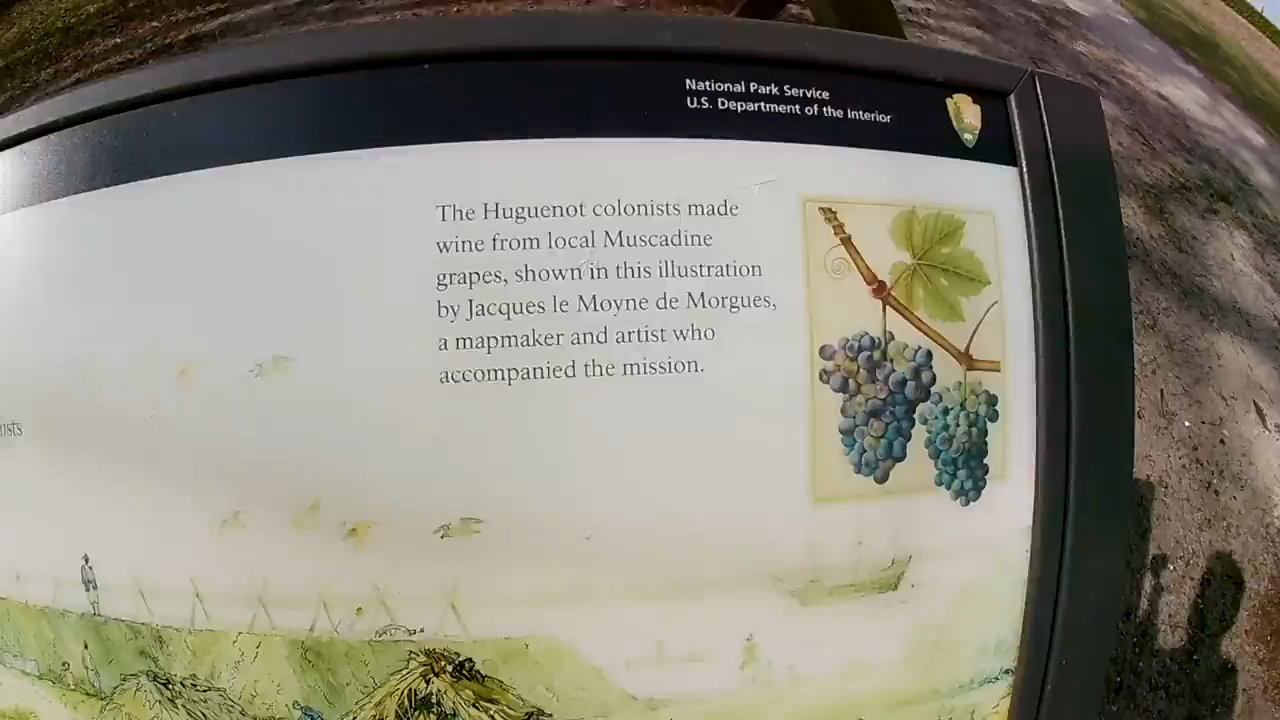 National Park Service
U.S. Department of the Interior
The Huguenot colonists made
wine from local Muscadine
grapes, shown in this illustration
by Jacques le Moyne de Morgues,
a mapmaker and artist who
accompanied the mission.